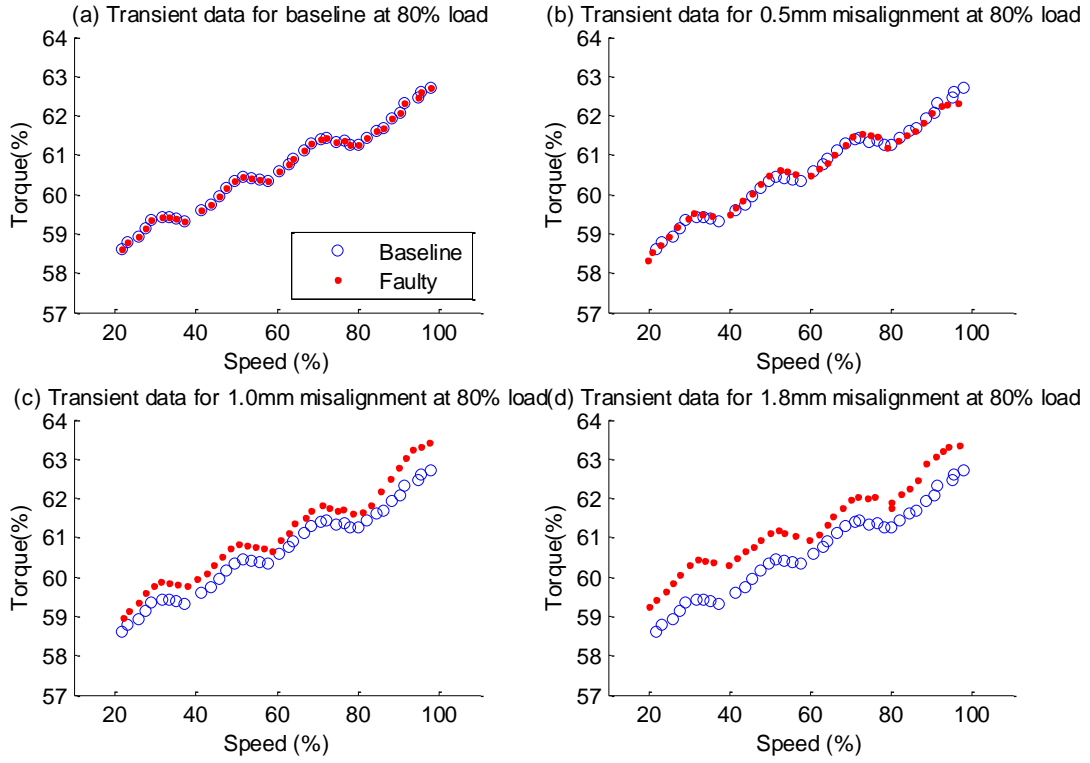 (a) Transient data for baseline at 80% load
64
63
62
61
60
59
58
57
Torque(%)
Baseline
Faulty
20 40 60 80 100
Speed (%)
(b) Transient data for 0.5mm misalignment at 80% load
64
63
62
61
60
59
58
57
Torque(%)
20 40 60 80 100
Speed (%)
(c) Transient data for 1.0mm misalignment at 80% load
64
63
62
61
60
59
58
57
Torque(%)
20 40 60 80 100
Speed (%)
(d) Transient data for 1.8mm misalignment at 80% load
64
63
62
61
60
59
58
57
Torque(%)
20 40 60 80 100
Speed (%)